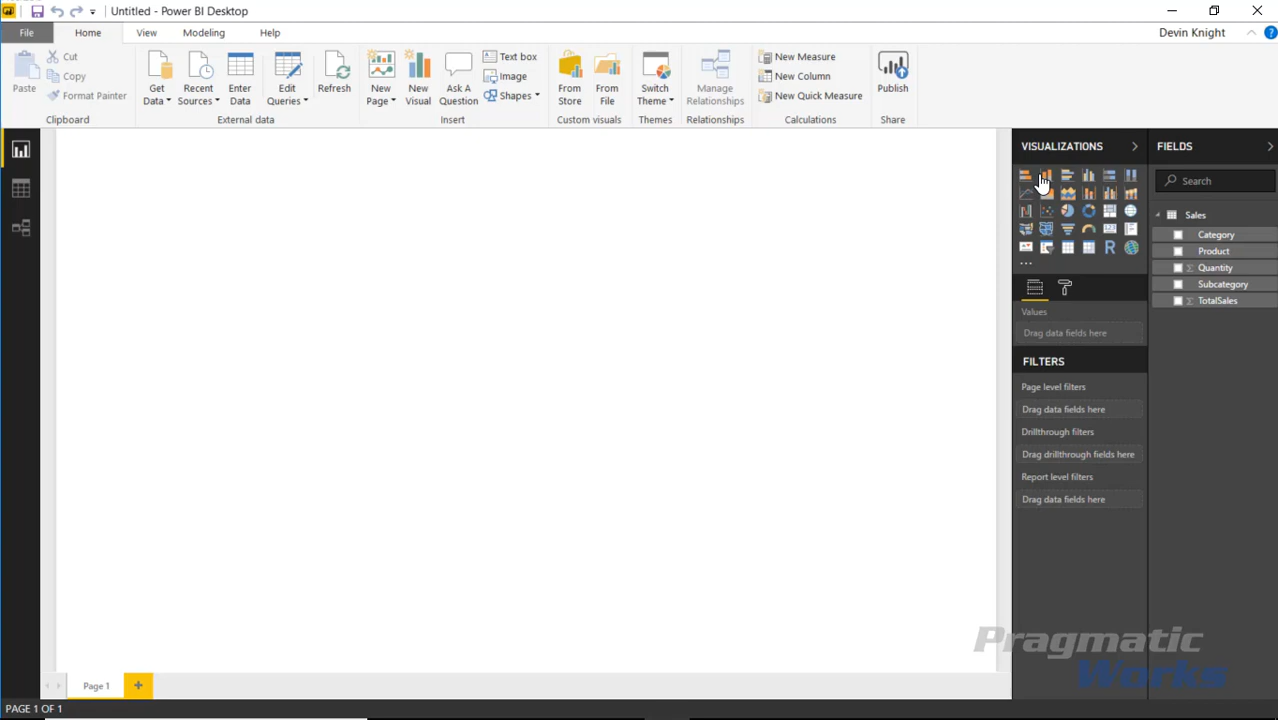 Untitled - Power BI Desktop
File
Home
View
Modeling
Help
Devin Knight
Paste
Cut
Copy
Format Painter
Clipboard
Get Data
Recent Sources
Enter Data
Edit Queries
Refresh
External data
New Page
New Visual
Ask A Question
Text box
Image
Shapes
Insert
From Store
From File
Custom visuals
Switch Theme
Themes
Manage Relationships
Relationships
New Measure
New Column
New Quick Measure
Calculations
Publish
Share
VISUALIZATIONS
R
Values
Drag data fields here
FILTERS
Page level filters
Drag data fields here
Drillthrough filters
Drag drillthrough fields here
Report level filters
Drag data fields here
FIELDS
Search
Sales
Category
Product
Σ Quantity
Subcategory
Σ TotalSales
Pragmatic
Works
Page 1
PAGE 1 OF 1